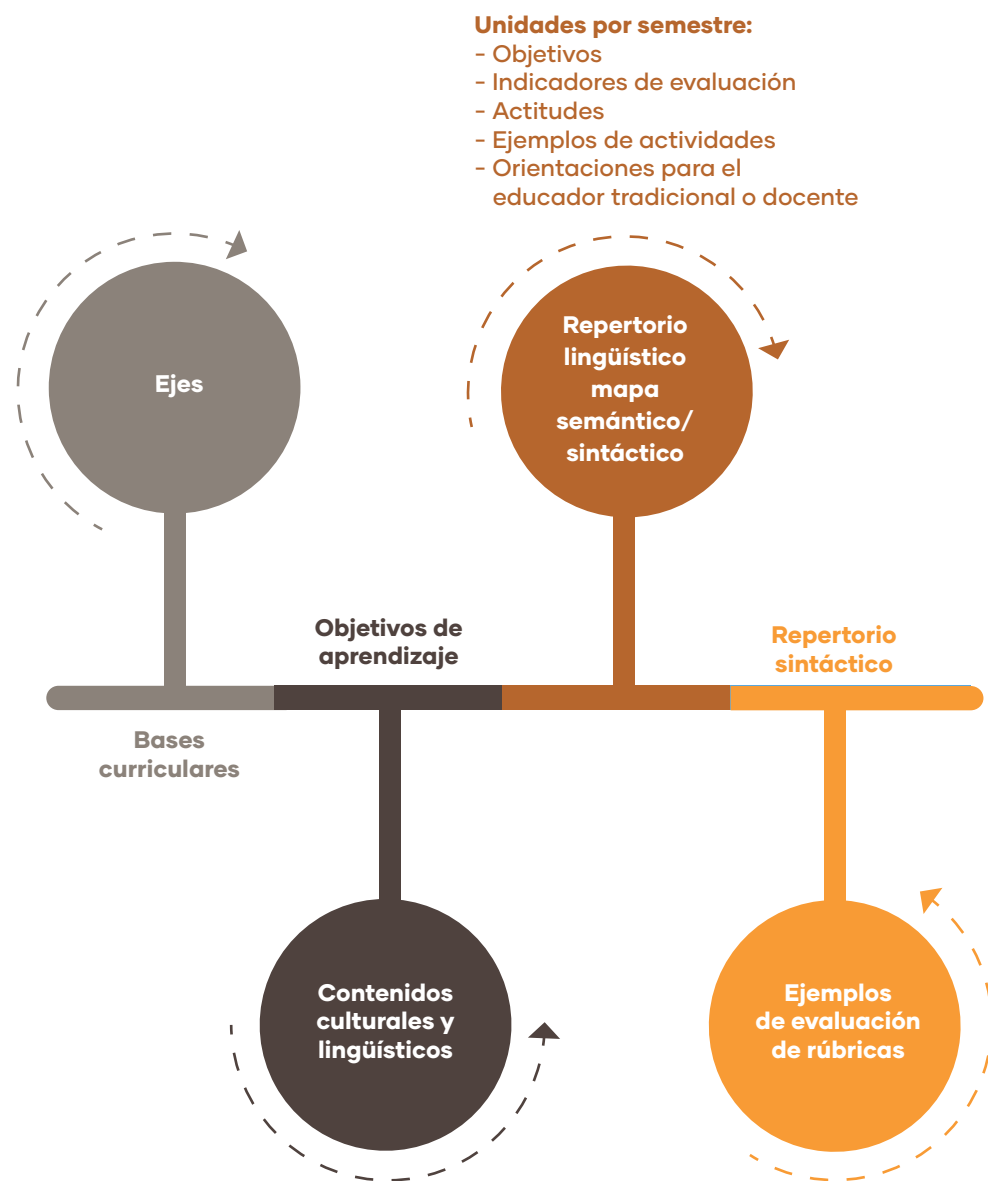 Unidades por semestre:
- Objetivos
- Indicadores de evaluación
- Actitudes
- Ejemplos de actividades
- Orientaciones para el
educador tradicional o docente
Ejes
Repertorio
lingüístico
mapa
semántico/
sintáctico
Objetivos de
aprendizaje
Repertorio
sintáctico
Bases
curriculares
Contenidos
culturales y
lingüísticos
Ejemplos
de evaluación
de rúbricas